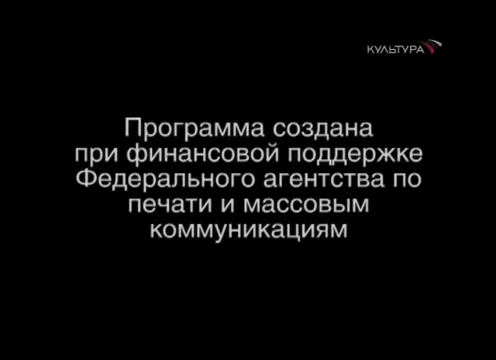 КУЛЬТУРА
Программа создана
при финансовой поддержке
Федерального агентства по
печати и массовым
коммуникациям